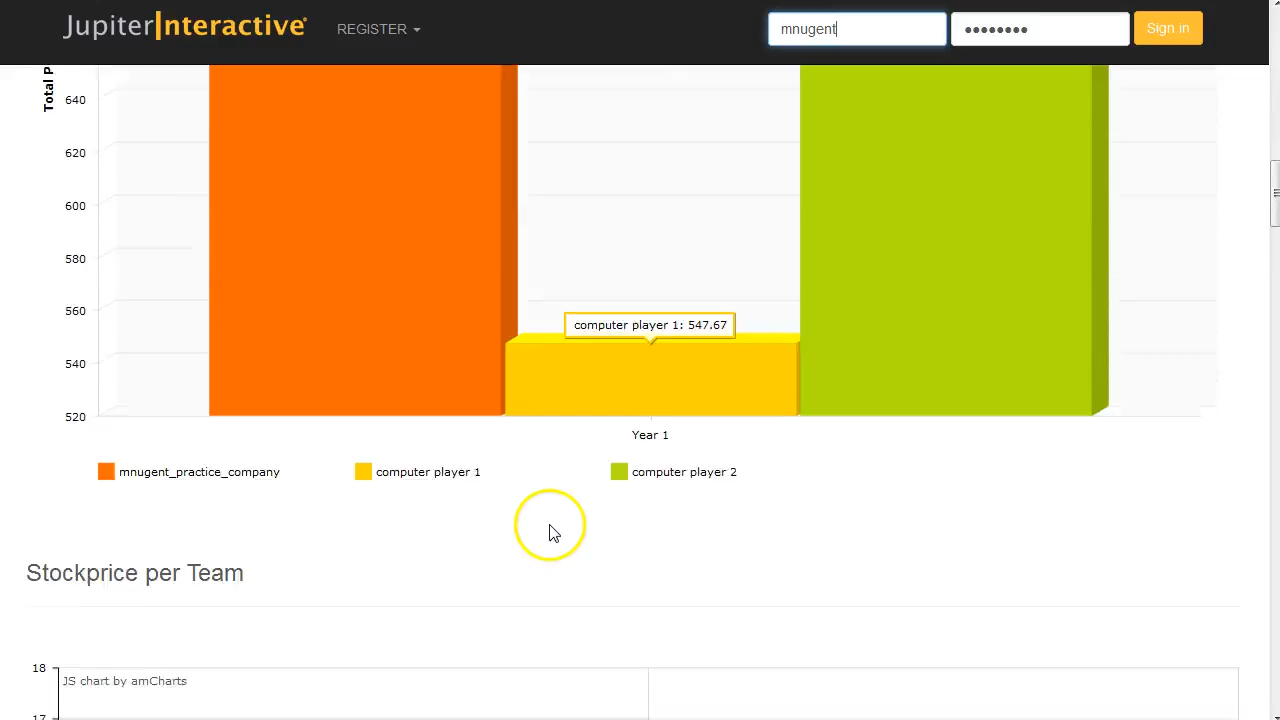 Jupiter|nteractive®
REGISTER
mnugent
Sign in
Total P
640
620
600
580
560
540
520
computer player 1: 547.67
Year 1
mnugent_practice_company
computer player 1
computer player 2
Stockprice per Team
18
JS chart by amCharts
17